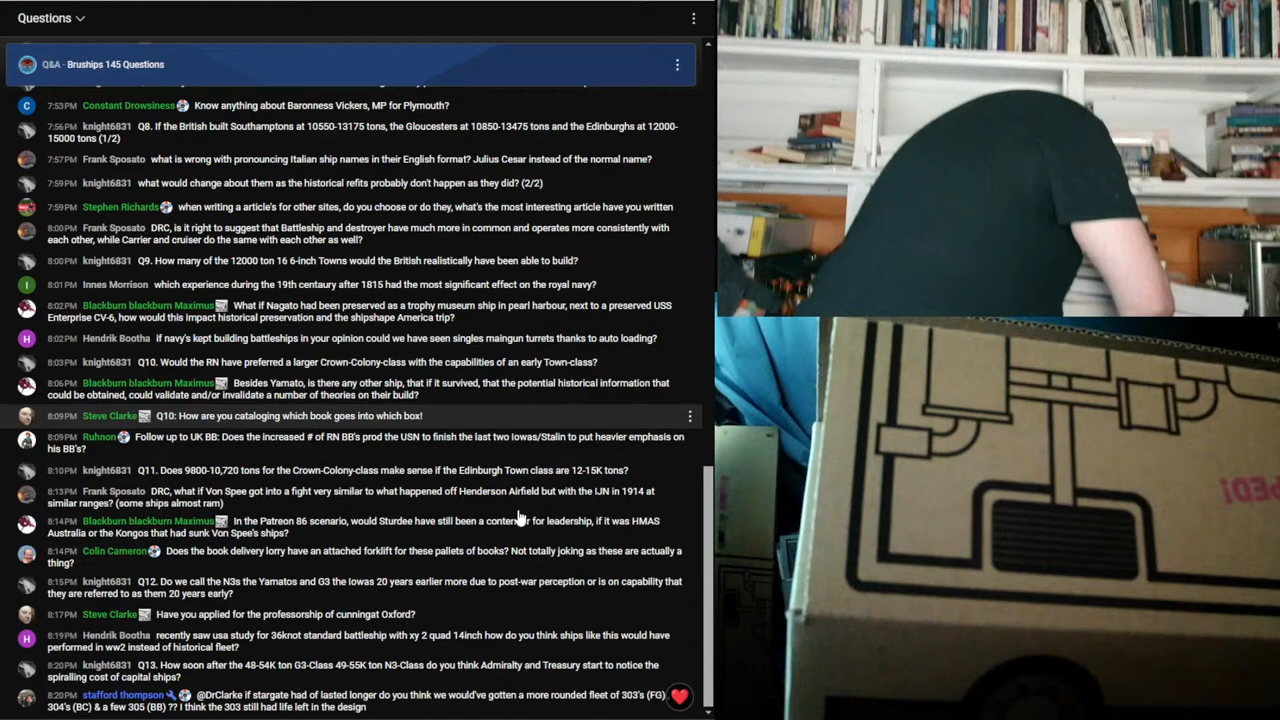 Questions
Q&A · Bruships 145 Questions
C 7:53PM Constant Drowsiness Know anything about Baronness Vickers, MP for Plymouth?
7:56PM knight6831 Q8. If the British built Southamptons at 10550-13175 tons, the Gloucesters at 10850-13475 tons and the Edinburghs at 12000-
15000 tons (1/2)
7:57PM Frank Sposato what is wrong with pronouncing Italian ship names in their English format? Julius Cesar instead of the normal name?
7:59PM knight6831 what would change about them as the historical refits probably don't happen as they did? (2/2)
7:59PM Stephen Richards when writing a article's for other sites, do you choose or do they, what's the most interesting article have you written
8:00PM Frank Sposato DRC, is it right to suggest that Battleship and destroyer have much more in common and operates more consistently with
each other, while Carrier and cruiser do the same with each other as well?
8:00PM knight6831 Q9. How many of the 12000 ton 16 6-Inch Towns would the British realistically have been able to build?
I 8:01PM Innes Morrison which experience during the 19th centaury after 1815 had the most significant effect on the royal navy?
8:02PM Blackburn blackburn Maximus What if Nagato had been preserved as a trophy museum ship in pearl harbour, next to a preserved USS
Enterprise CV-6, how would this impact historical preservation and the shipshape America trip?
H 8:02PM Hendrik Bootha if navy's kept building battleships in your opinion could we have seen singles maingun turrets thanks to auto loading?
8:03PM knight6831 Q10. Would the RN have preferred a larger Crown-Colony-class with the capabilities of an early Town-class?
8:06PM Blackburn blackburn Maximus Besides Yamato, is there any other ship, that if it survived, that the potential historical information that
could be obtained, could validate and/or invalidate a number of theories on their build?
8:09PM Steve Clarke Q10: How are you cataloging which book goes into which box!
8:09PM Ruhnon Follow up to UK BB: Does the increased # of RN BB's prod the USN to finish the last two Iowas/Stalin to put heavier emphasis on
his BB's?
8:10PM knight6831 Q11. Does 9800-10,720 tons for the Crown-Colony-class make sense if the Edinburgh Town class are 12-15K tons?
8:13PM Frank Sposato DRC, what if Von Spee got into a fight very similar to what happened off Henderson Airfield but with the IJN in 1914 at
similar ranges? (some ships almost ram)
8:14PM Blackburn blackburn Maximus In the Patreon 86 scenario, would Sturdee have still been a contender for leadership, if it was HMAS
Australia or the Kongos that had sunk Von Spee's ships?
8:14PM Colin Cameron Does the book delivery lorry have an attached forklift for these pallets of books? Not totally joking as these are actually a
thing?
8:15PM knight6831 Q12. Do we call the N3s the Yamatos and G3 the Iowas 20 years earlier more due to post-war perception or is on capability that
they are referred to as them 20 years early?
8:17PM Steve Clarke Have you applied for the professorship of cunningat Oxford?
H 8:19PM Hendrik Bootha recently saw usa study for 36knot standard battleship with xy 2 quad 14inch how do you think ships like this would have
performed in ww2 instead of historical fleet?
8:20PM knight6831 Q13. How soon after the 48-54K ton G3-Class 49-55K ton N3-Class do you think Admiralty and Treasury start to notice the
spiralling cost of capital ships?
8:20PM stafford thompson @DrClarke if stargate had of lasted longer do you think we would've gotten a more rounded fleet of 303's (FG)
304's (BC) & a few 305 (BB) ?? I think the 303 still had life left in the design